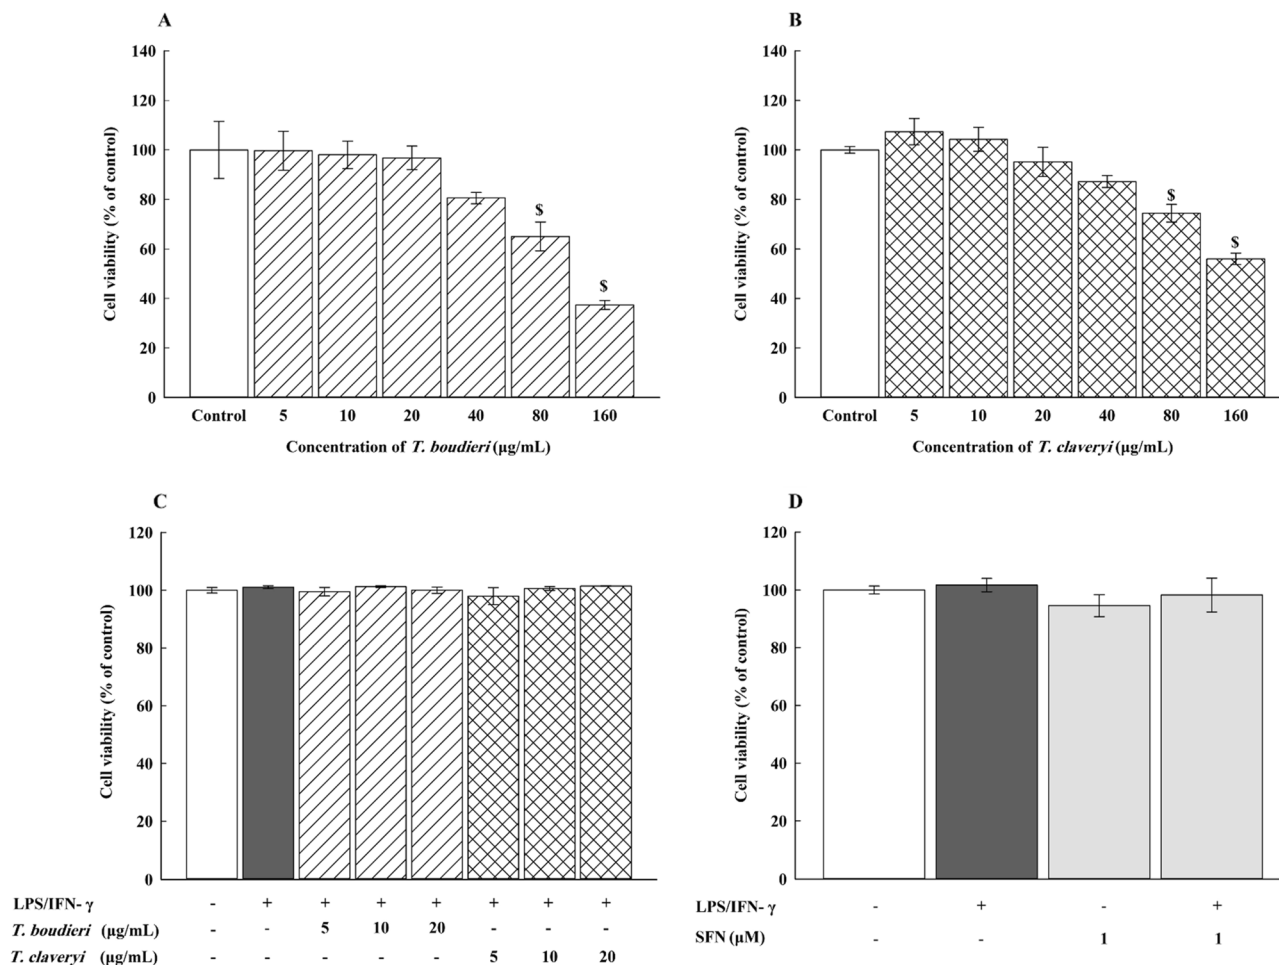 A
140
120
100
80
60
40
20
0
Cell viability (% of control)
$
$
Control 5 10 20 40 80 160
Concentration of T. boudieri (µg/mL)
B
140
120
100
80
60
40
20
0
Cell viability (% of control)
$
$
Control 5 10 20 40 80 160
Concentration of T. claveryi (µg/mL)
C
120
100
80
60
40
20
0
Cell viability (% of control)
LPS/IFN- γ - + + + + + + +
T. boudieri (µg/mL) - - 5 10 20 - - -
T. claveryi (µg/mL) - - - - - 5 10 20
D
120
100
80
60
40
20
0
Cell viability (% of control)
LPS/IFN- γ - + - +
SFN (µM) - - 1 1